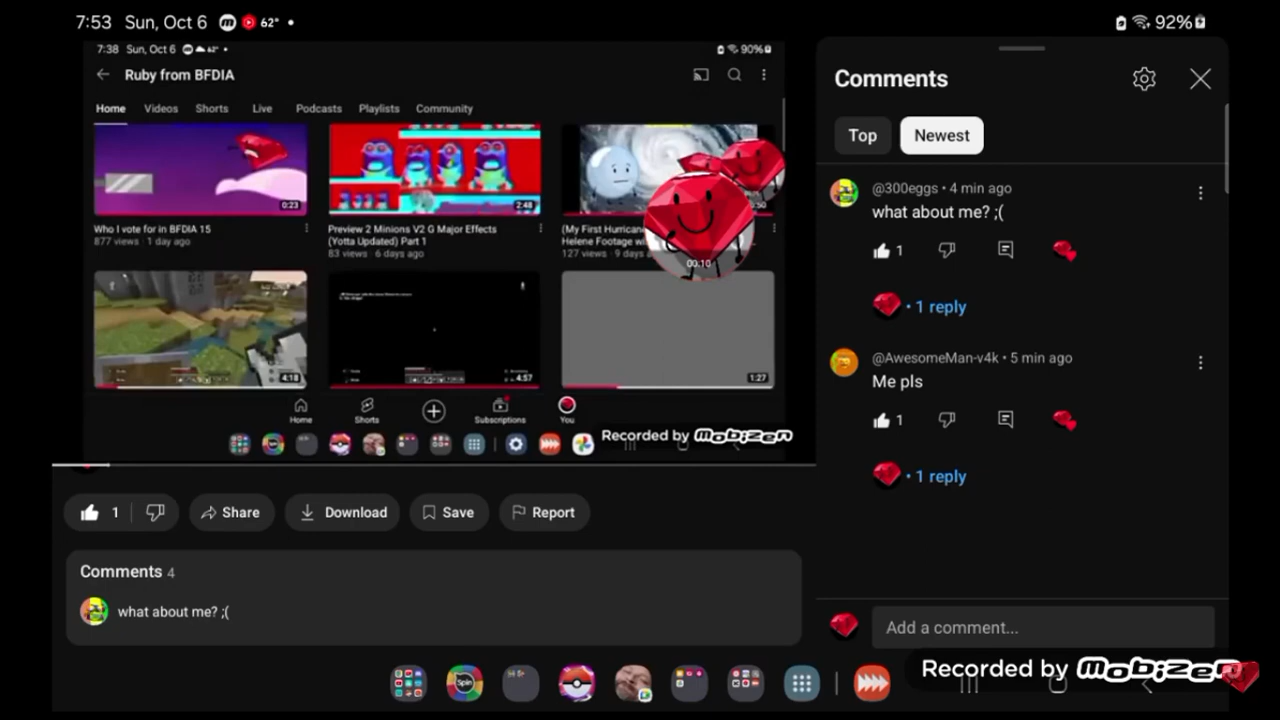 7:53 Sun, Oct 6 62° •
92%
7:38 Sun, Oct 6
90%
Ruby from BFDIA
Home Videos Shorts Live Podcasts Playlists Community
0:23
2:48
Who I vote for in BFDIA 15
877 views · 1 day ago
Preview 2 Minions V2 G Major Effects
(Yotta Updated) Part 1
83 views · 6 days ago
(My First Hurrican
Helene Footage
127 views · 9 days
00:10
4:18
4:57
1:27
Home
Shorts
Subscriptions
You
Recorded by mobizen
1
Share
Download
Save
Report
Comments 4
what about me? ;(
Comments
Top
Newest
@300eggs • 4 min ago
what about me? ;(
1
• 1 reply
@AwesomeMan-v4k • 5 min ago
Me pls
1
• 1 reply
Add a comment...
Spin
Recorded by mobizen